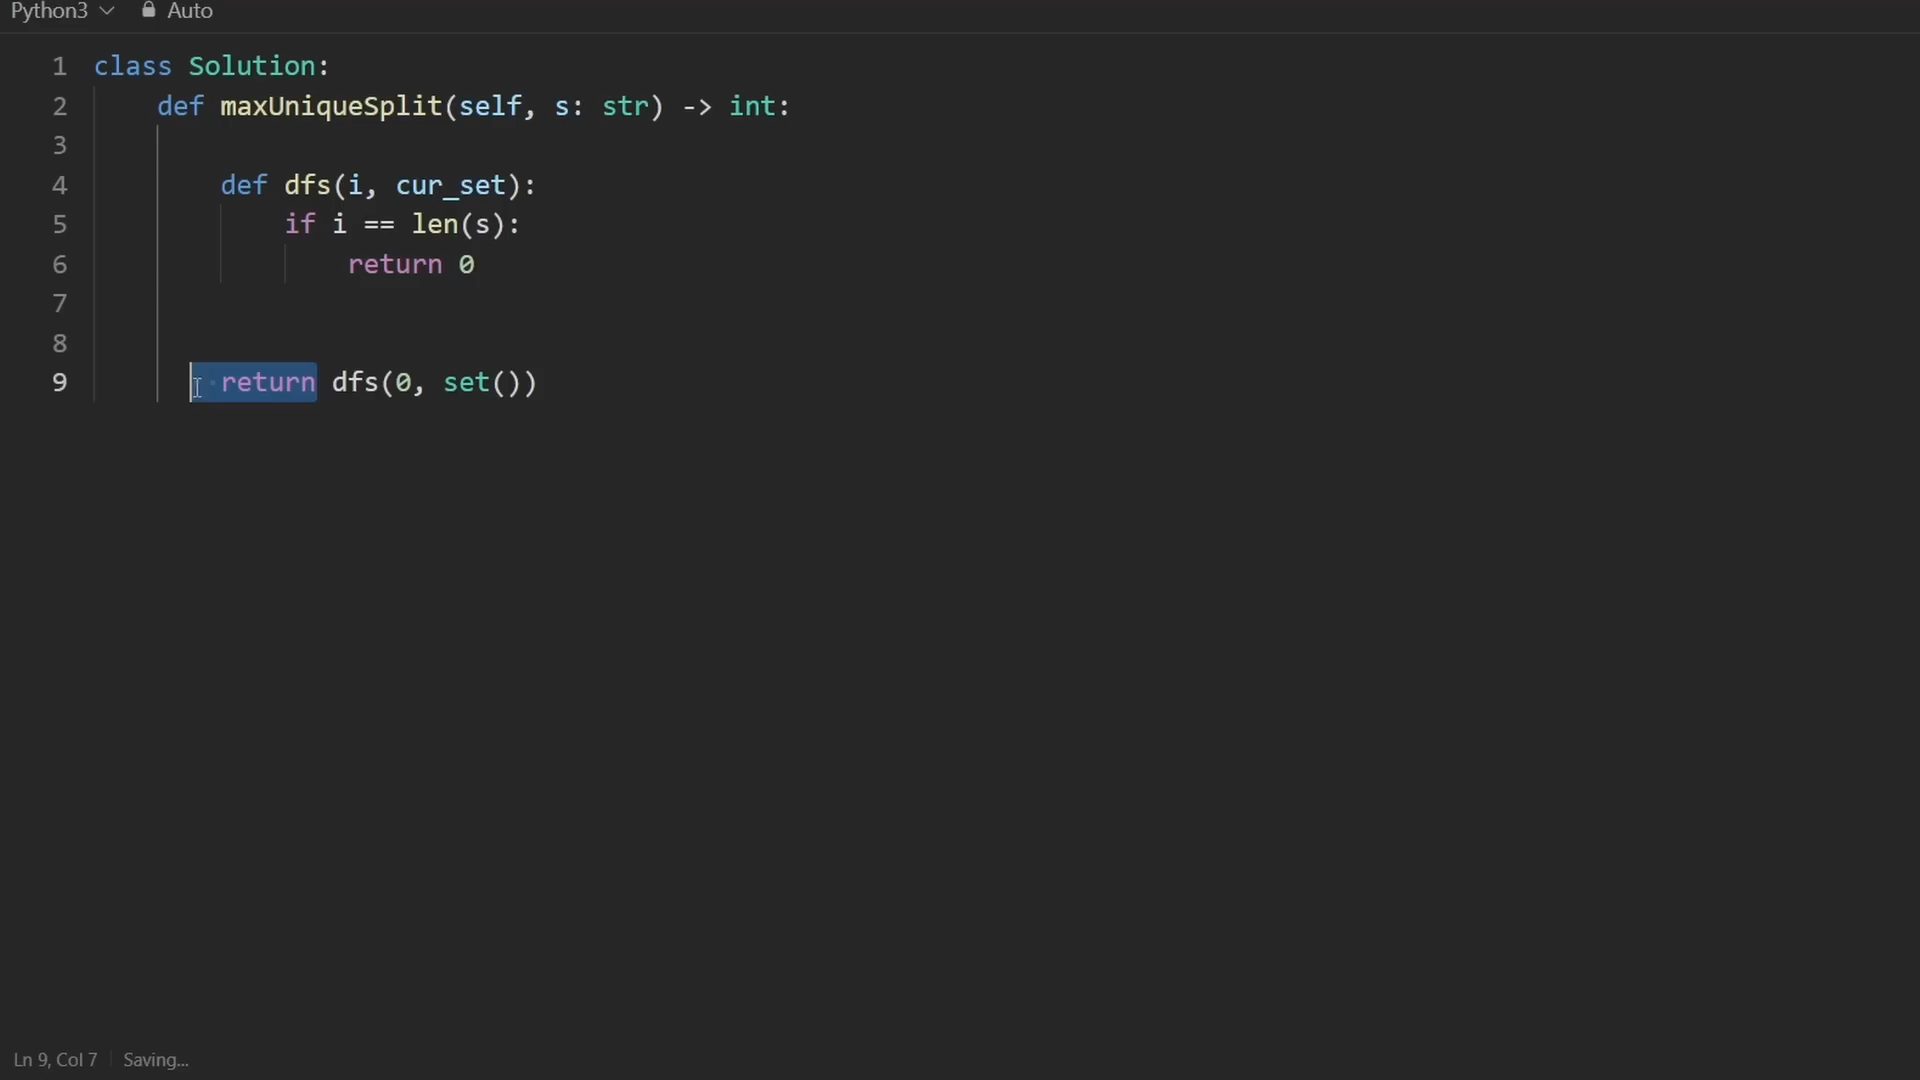 Python3 Auto
1 class Solution:
2     def maxUniqueSplit(self, s: str) -> int:
3
4         def dfs(i, cur_set):
5             if i == len(s):
6                 return 0
7
8
9         return dfs(0, set())
Ln 9, Col 7 Saving...